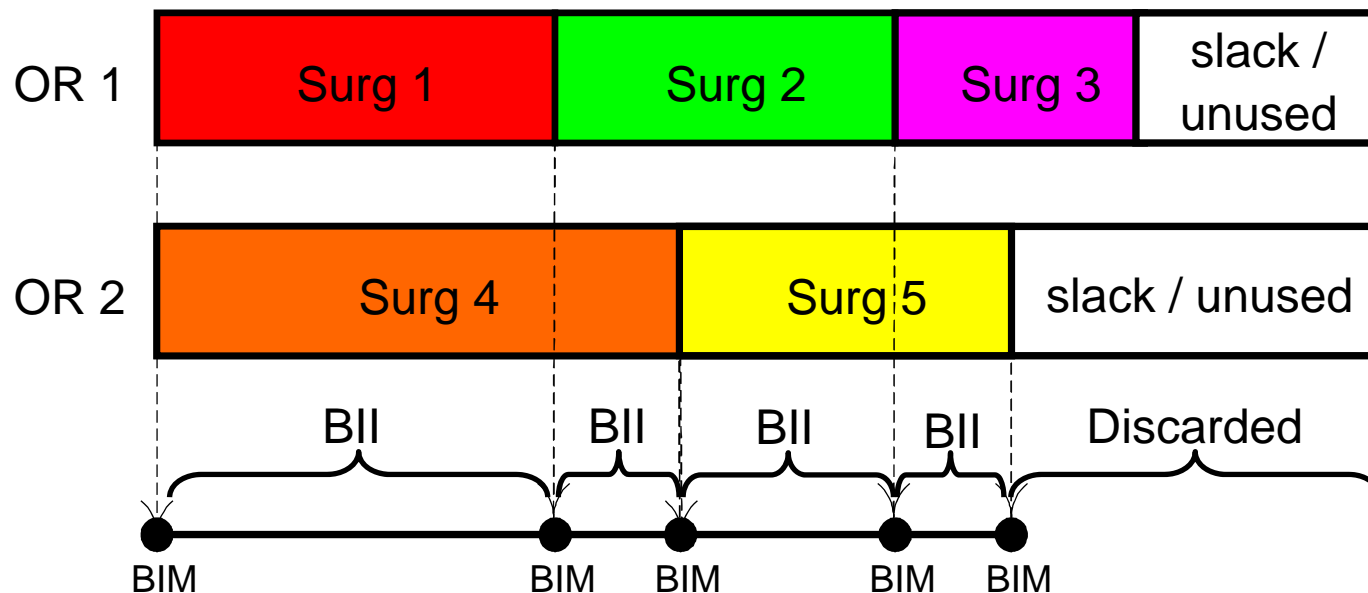 OR 1
Surg 1
Surg 2
Surg 3
slack /
unused
OR 2
Surg 4
Surg 5
slack / unused
BII
BII
BII
BII
Discarded
BIM
BIM
BIM
BIM
BIM